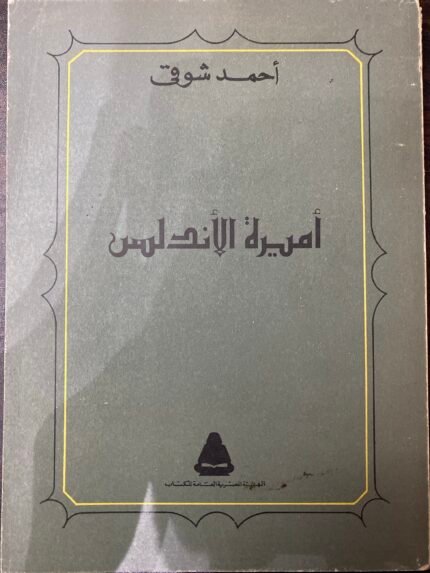 أحمد شوقي
أميرة الأندلس
الهيئة المصرية العامة للكتاب